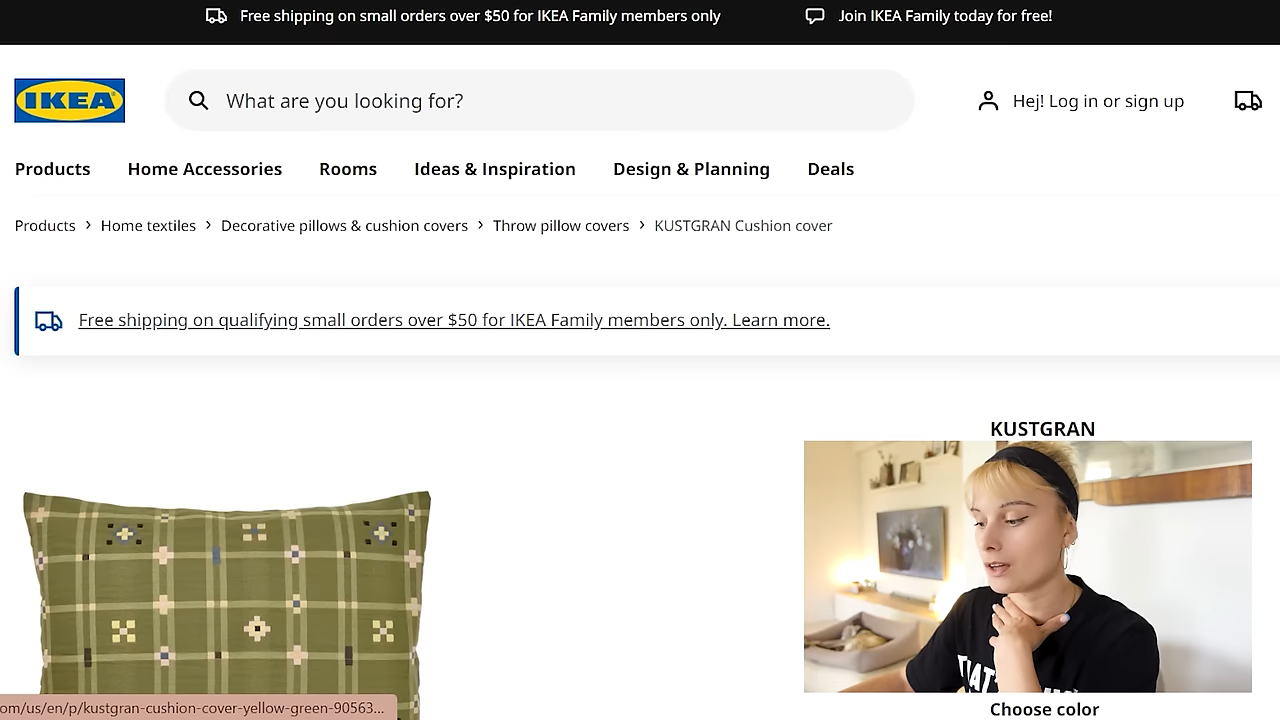 Free shipping on small orders over $50 for IKEA Family members only
Join IKEA Family today for free!
IKEA
What are you looking for?
Hej! Log in or sign up
Products
Home Accessories
Rooms
Ideas & Inspiration
Design & Planning
Deals
Products › Home textiles › Decorative pillows & cushion covers › Throw pillow covers › KUSTGRAN Cushion cover
Free shipping on qualifying small orders over $50 for IKEA Family members only. Learn more.
KUSTGRAN
Choose color
om/us/en/p/kustgran-cushion-cover-yellow-green-90563...